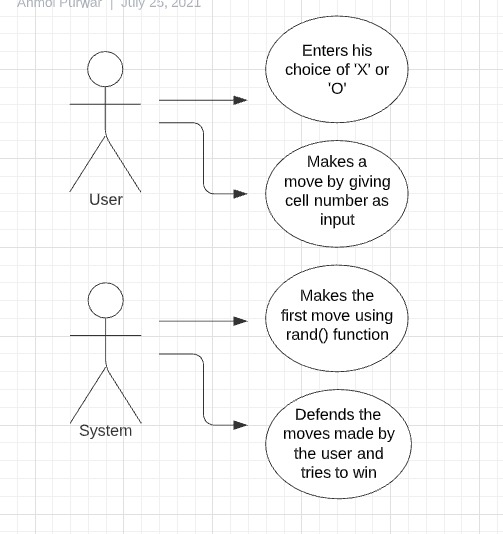 Anmol Purwar | July 25, 2021
Enters his
choice of 'X' or
'O'
Makes a
move by giving
cell number as
input
User
Makes the
first move using
rand() function
Defends the
moves made by
the user and
tries to win
System